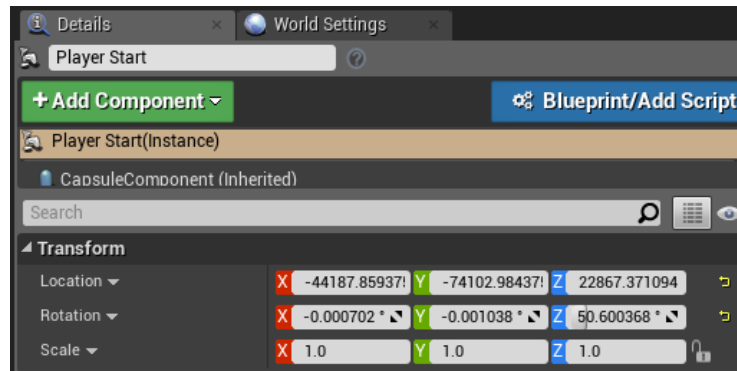 Details × World Settings ×
Player Start ?
+ Add Component Blueprint/Add Script
Player Start(Instance)
CapsuleComponent (Inherited)
Search
Transform
Location X -44187.85937 Y -74102.98437 Z 22867.371094
Rotation X -0.000702 ° Y -0.001038 ° Z 50.600368 °
Scale X 1.0 Y 1.0 Z 1.0